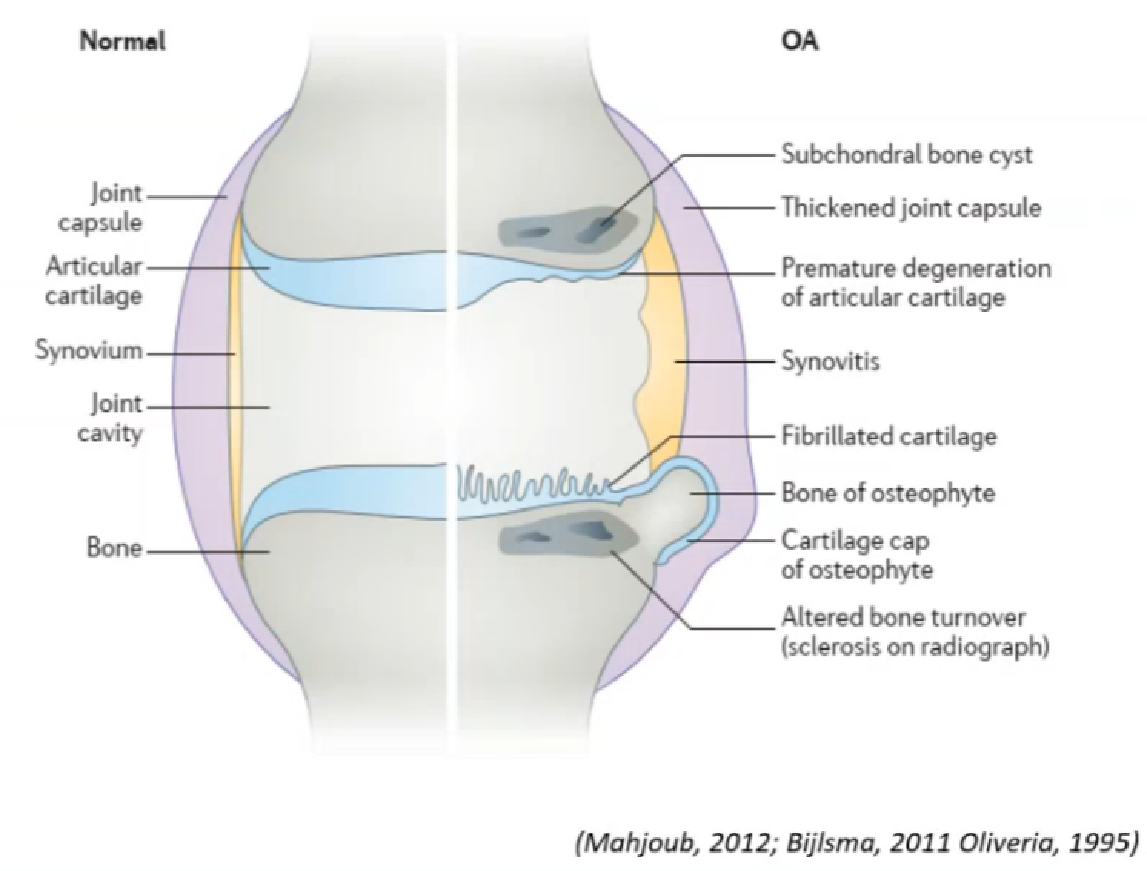 Normal
OA
Joint
capsule
Articular
cartilage
Synovium
Joint
cavity
Bone
Subchondral bone cyst
Thickened joint capsule
Premature degeneration
of articular cartilage
Synovitis
Fibrillated cartilage
Bone of osteophyte
Cartilage cap
of osteophyte
Altered bone turnover
(sclerosis on radiograph)
(Mahjoub, 2012; Bijlsma, 2011 Oliveria, 1995)